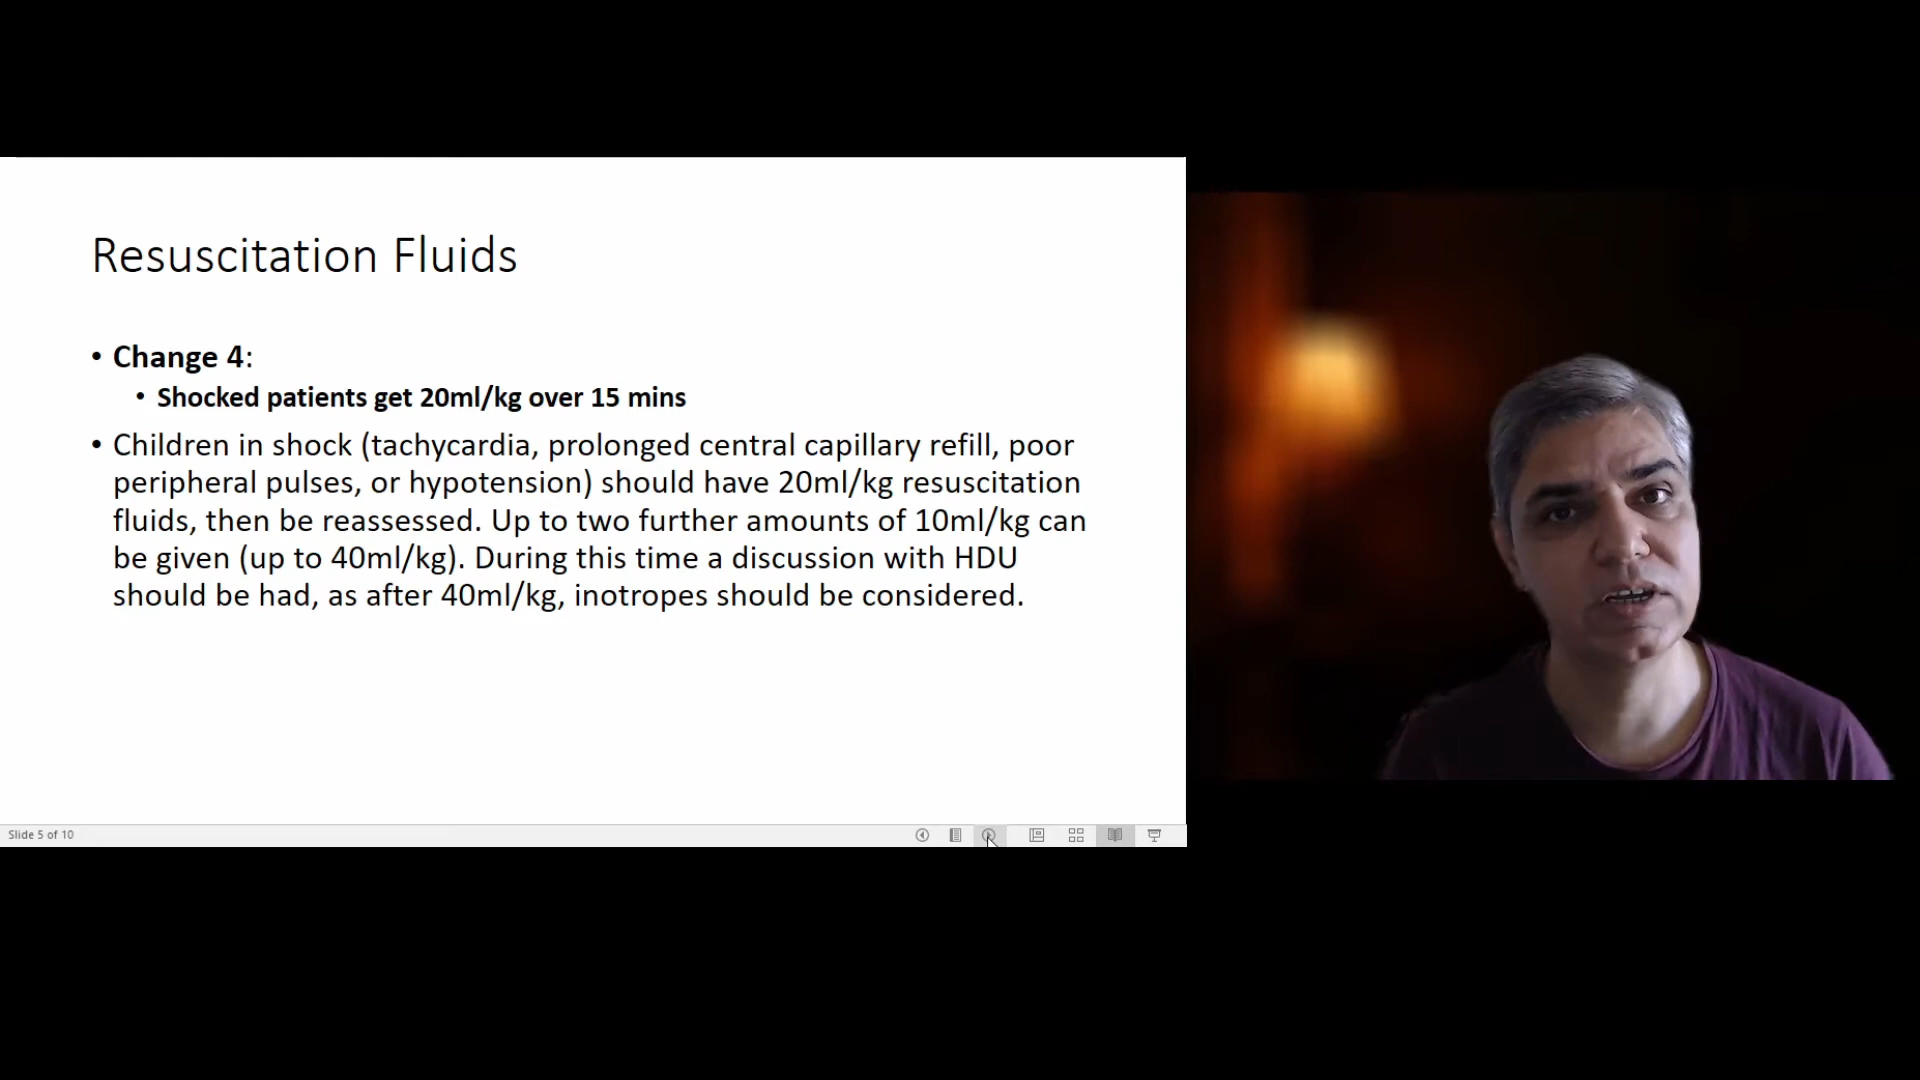 Resuscitation Fluids
• Change 4:
• Shocked patients get 20ml/kg over 15 mins
• Children in shock (tachycardia, prolonged central capillary refill, poor
peripheral pulses, or hypotension) should have 20ml/kg resuscitation
fluids, then be reassessed. Up to two further amounts of 10ml/kg can
be given (up to 40ml/kg). During this time a discussion with HDU
should be had, as after 40ml/kg, inotropes should be considered.
Slide 5 of 10